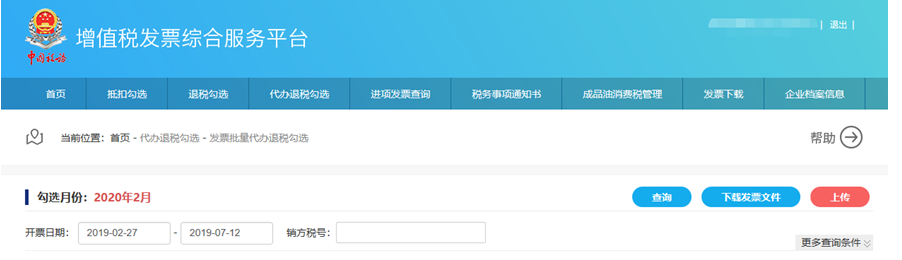 中国税务
增值税发票综合服务平台
| 退出 |
首页 抵扣勾选 退税勾选 代办退税勾选 进项发票查询 税务事项通知书 成品油消费税管理 发票下载 企业档案信息
当前位置：首页 - 代办退税勾选 - 发票批量代办退税勾选 帮助
勾选月份：2020年2月 查询 下载发票文件 上传
开票日期： 2019-02-27 - 2019-07-12 销方税号：
更多查询条件